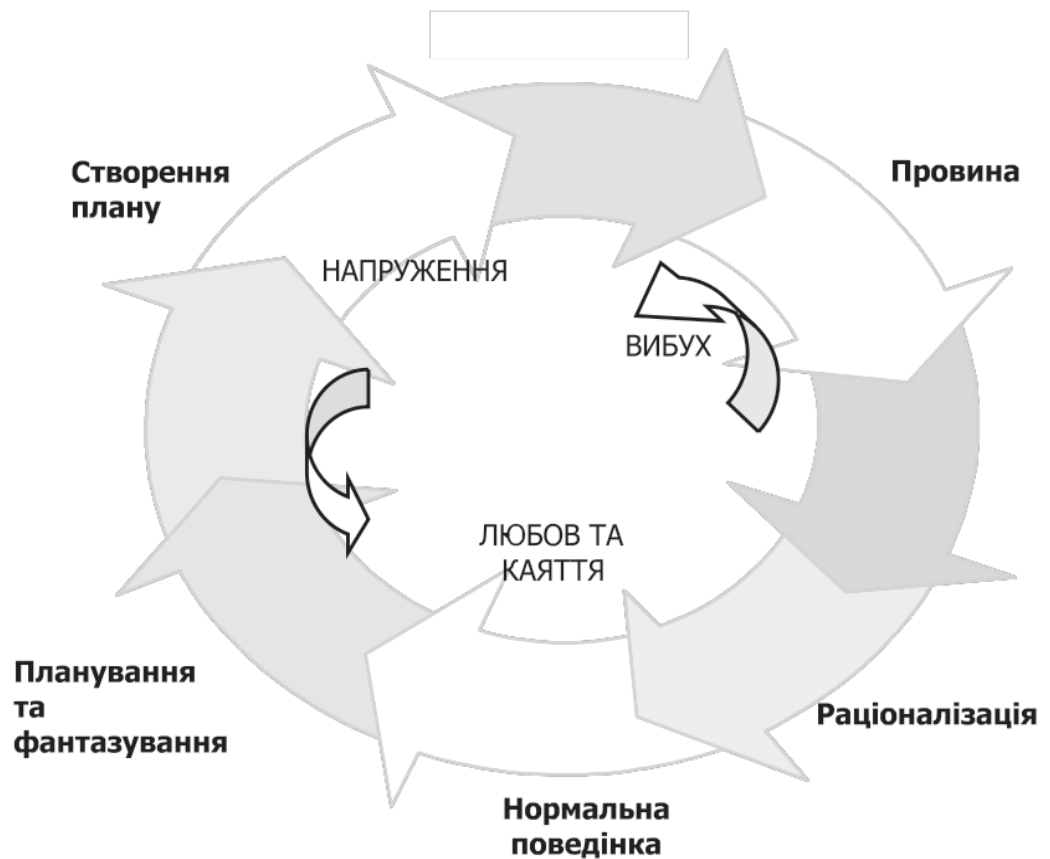 Створення
плану
Провина
НАПРУЖЕННЯ
ВИБУХ
ЛЮБОВ ТА
КАЯТТЯ
Планування
та
фантазування
Раціоналізація
Нормальна
поведінка